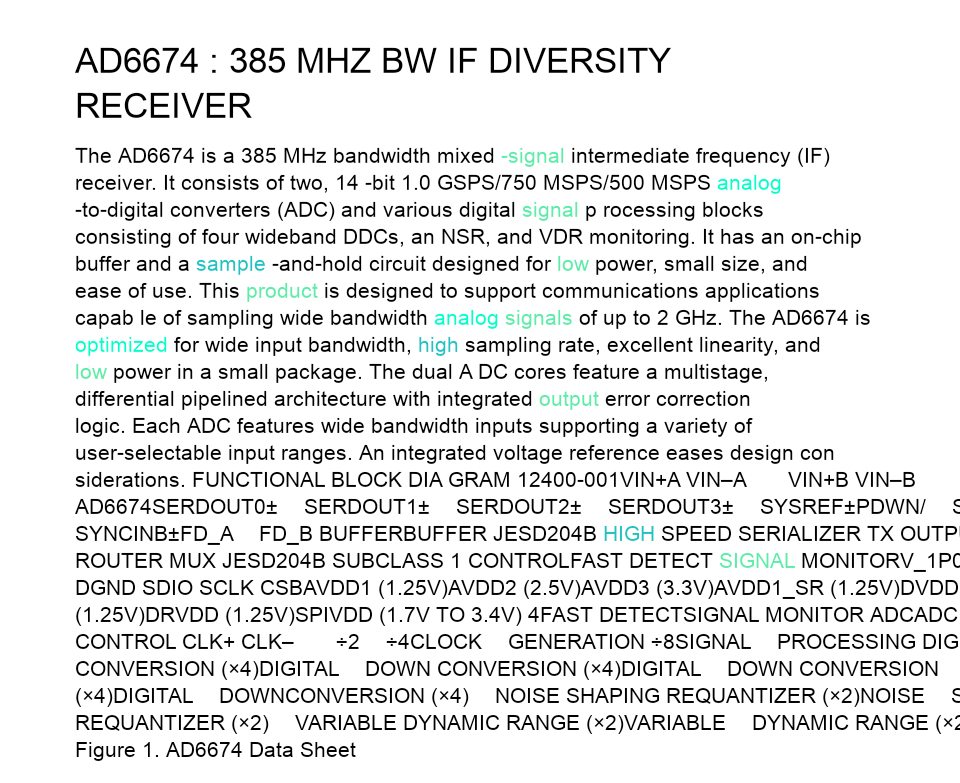 AD6674 : 385 MHZ BW IF DIVERSITY
RECEIVER
The AD6674 is a 385 MHz bandwidth mixed -signal intermediate frequency (IF)
receiver. It consists of two, 14 -bit 1.0 GSPS/750 MSPS/500 MSPS analog
-to-digital converters (ADC) and various digital signal p rocessing blocks
consisting of four wideband DDCs, an NSR, and VDR monitoring. It has an on-chip
buffer and a sample -and-hold circuit designed for low power, small size, and
ease of use. This product is designed to support communications applications
capab le of sampling wide bandwidth analog signals of up to 2 GHz. The AD6674 is
optimized for wide input bandwidth, high sampling rate, excellent linearity, and
low power in a small package. The dual A DC cores feature a multistage,
differential pipelined architecture with integrated output error correction
logic. Each ADC features wide bandwidth inputs supporting a variety of
user-selectable input ranges. An integrated voltage reference eases design con
siderations. FUNCTIONAL BLOCK DIA GRAM 12400-001VIN+A VIN–A VIN+B VIN–B
AD6674SERDOUT0± SERDOUT1± SERDOUT2± SERDOUT3± SYSREF±PDWN/ S
SYNCINB±FD_A FD_B BUFFERBUFFER JESD204B HIGH SPEED SERIALIZER TX OUTPU
ROUTER MUX JESD204B SUBCLASS 1 CONTROLFAST DETECT SIGNAL MONITORV_1P0
DGND SDIO SCLK CSBAVDD1 (1.25V)AVDD2 (2.5V)AVDD3 (3.3V)AVDD1_SR (1.25V)DVDD
(1.25V)DRVDD (1.25V)SPIVDD (1.7V TO 3.4V) 4FAST DETECTSIGNAL MONITOR ADCADC
CONTROL CLK+ CLK– ÷2 ÷4CLOCK GENERATION ÷8SIGNAL PROCESSING DIG
CONVERSION (×4)DIGITAL DOWN CONVERSION (×4)DIGITAL DOWN CONVERSION
(×4)DIGITAL DOWNCONVERSION (×4) NOISE SHAPING REQUANTIZER (×2)NOISE S
REQUANTIZER (×2) VARIABLE DYNAMIC RANGE (×2)VARIABLE DYNAMIC RANGE (×2
Figure 1. AD6674 Data Sheet